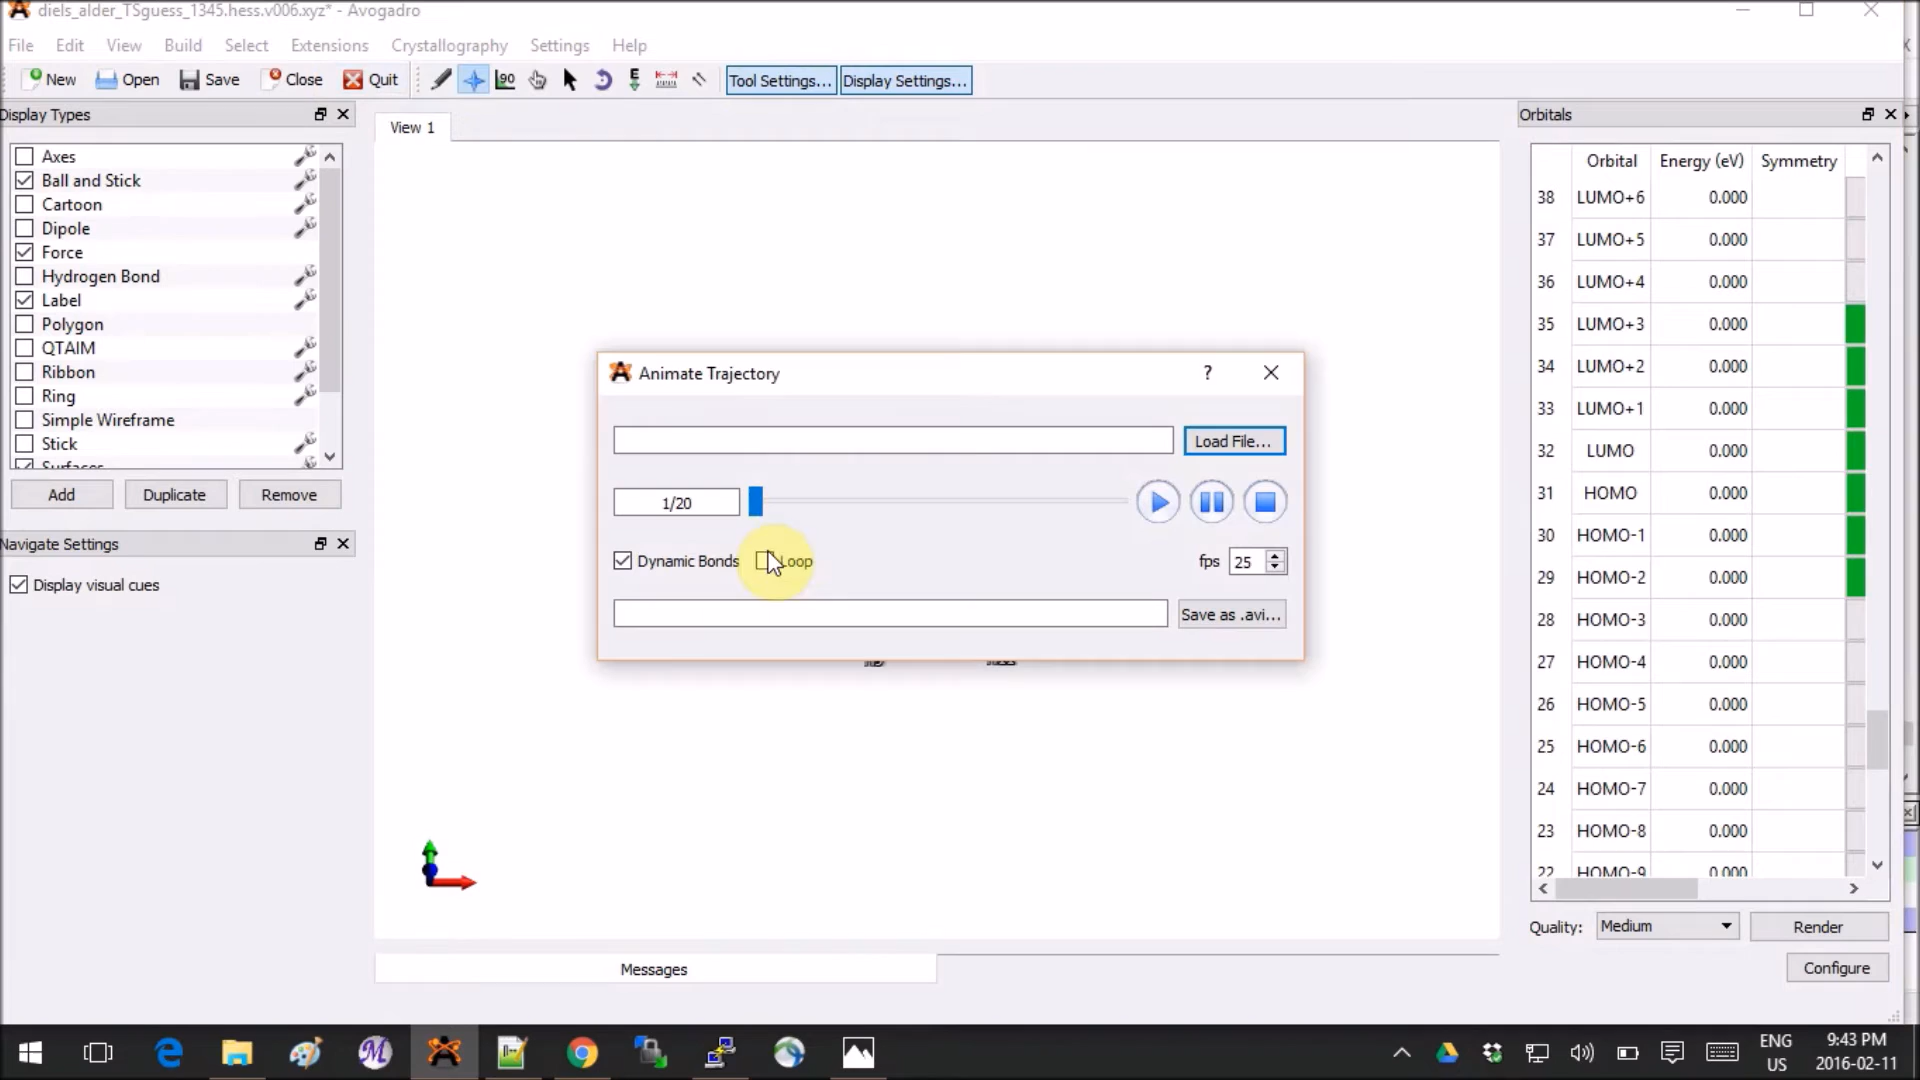 diels_alder_TSguess_1345.hess.v006.xyz* - Avogadro
File Edit View Build Select Extensions Crystallography Settings Help
New Open Save Close Quit 90 E Tool Settings... Display Settings...
Display Types
Axes
Ball and Stick
Cartoon
Dipole
Force
Hydrogen Bond
Label
Polygon
QTAIM
Ribbon
Ring
Simple Wireframe
Stick
Surfaces
Add Duplicate Remove
Navigate Settings
Display visual cues
View 1
Animate Trajectory ?
Load File...
1/20
Dynamic Bonds Loop fps 25
Save as .avi...
Messages
Orbitals
Orbital Energy (eV) Symmetry
38 LUMO+6 0.000
37 LUMO+5 0.000
36 LUMO+4 0.000
35 LUMO+3 0.000
34 LUMO+2 0.000
33 LUMO+1 0.000
32 LUMO 0.000
31 HOMO 0.000
30 HOMO-1 0.000
29 HOMO-2 0.000
28 HOMO-3 0.000
27 HOMO-4 0.000
26 HOMO-5 0.000
25 HOMO-6 0.000
24 HOMO-7 0.000
23 HOMO-8 0.000
22 HOMO-9 0.000
Quality: Medium Render
Configure
ENG
US
9:43 PM
2016-02-11